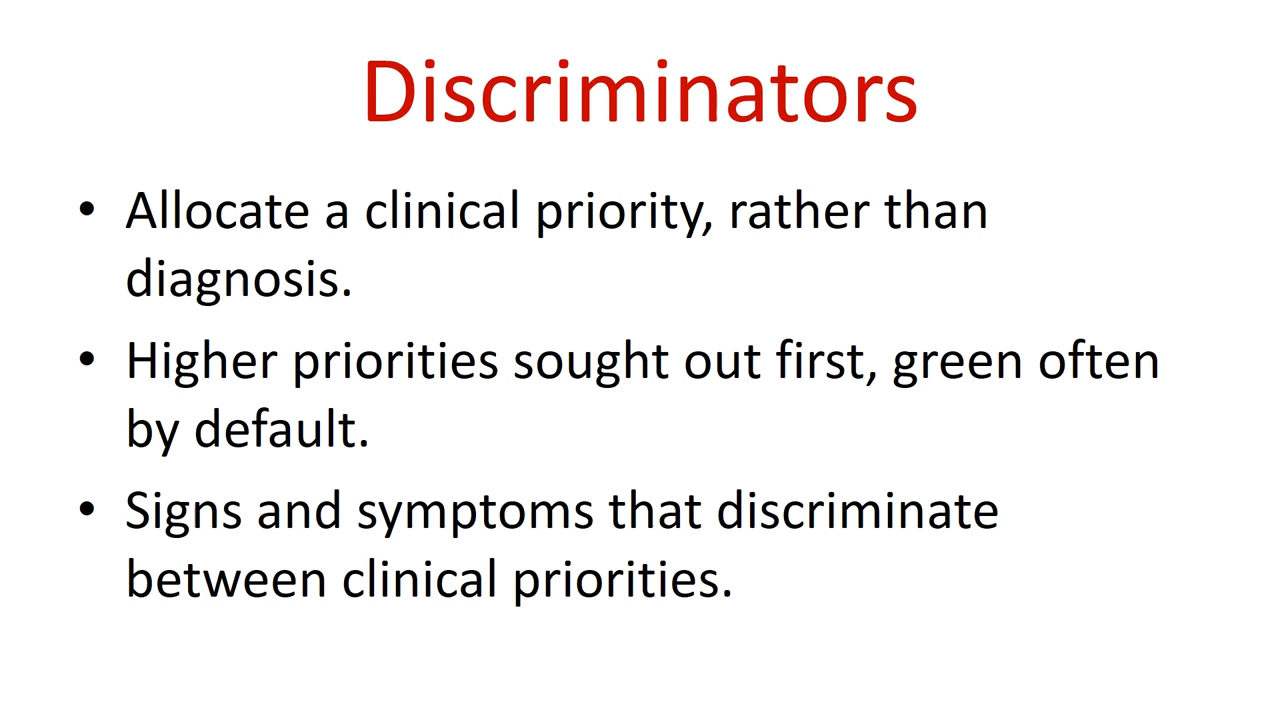 Discriminators
• Allocate a clinical priority, rather than
diagnosis.
• Higher priorities sought out first, green often
by default.
• Signs and symptoms that discriminate
between clinical priorities.